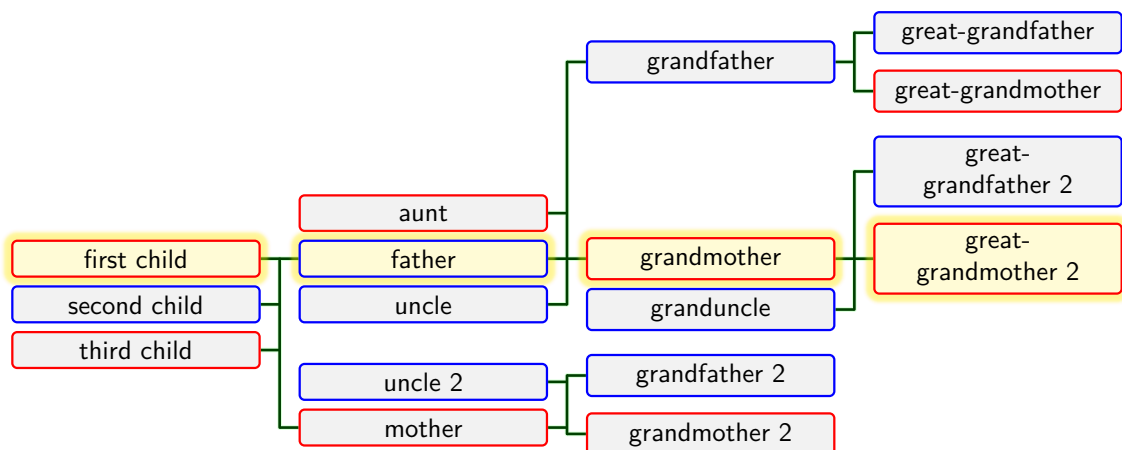 great-grandfather
grandfather
great-grandmother
great-
grandfather 2
aunt
first child
father
grandmother
great-
grandmother 2
second child
uncle
granduncle
third child
uncle 2
grandfather 2
mother
grandmother 2